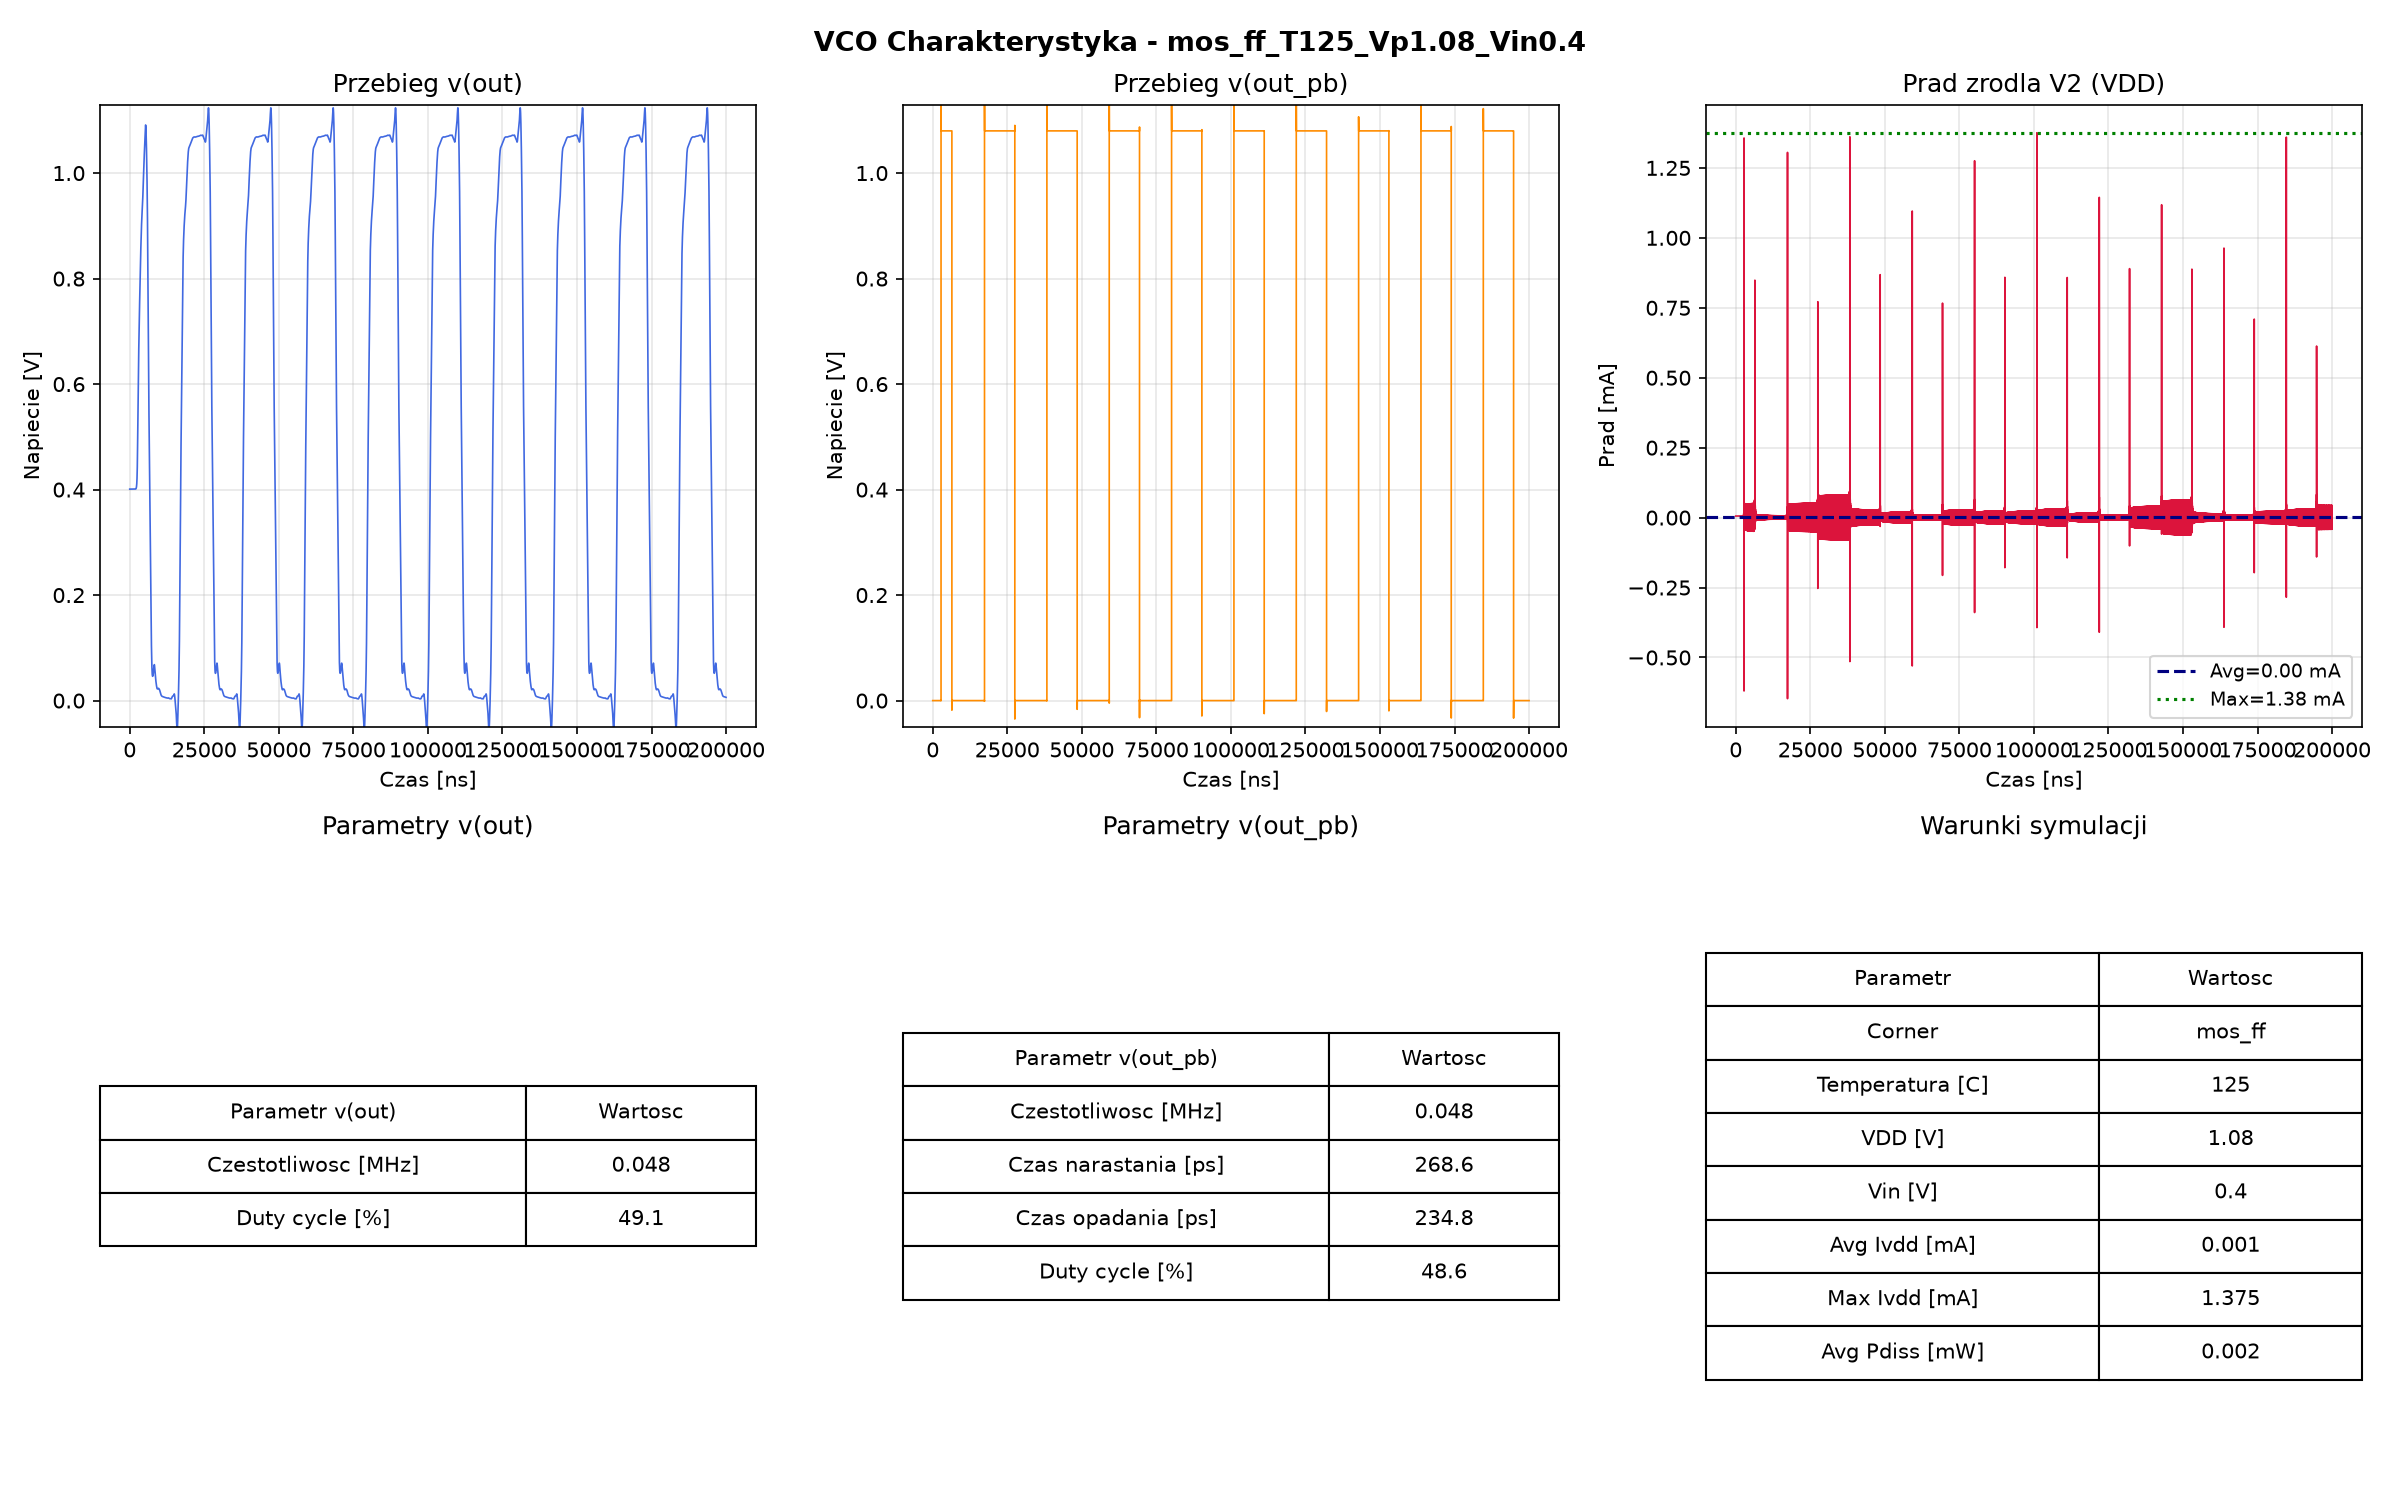 VCO Charakterystyka - mos_ff_T125_Vp1.08_Vin0.4
Przebieg v(out)
Napiecie [V]
1.0
0.8
0.6
0.4
0.2
0.0
0 25000 50000 75000 100000 125000 150000 175000 200000
Czas [ns]
Przebieg v(out_pb)
Napiecie [V]
1.0
0.8
0.6
0.4
0.2
0.0
0 25000 50000 75000 100000 125000 150000 175000 200000
Czas [ns]
Prad zrodla V2 (VDD)
Prad [mA]
1.25
1.00
0.75
0.50
0.25
0.00
−0.25
−0.50
Avg=0.00 mA
Max=1.38 mA
0 25000 50000 75000 100000 125000 150000 175000 200000
Czas [ns]
Parametry v(out)
Parametr v(out) Wartosc
Czestotliwosc [MHz] 0.048
Duty cycle [%] 49.1
Parametry v(out_pb)
Parametr v(out_pb) Wartosc
Czestotliwosc [MHz] 0.048
Czas narastania [ps] 268.6
Czas opadania [ps] 234.8
Duty cycle [%] 48.6
Warunki symulacji
Parametr Wartosc
Corner mos_ff
Temperatura [C] 125
VDD [V] 1.08
Vin [V] 0.4
Avg Ivdd [mA] 0.001
Max Ivdd [mA] 1.375
Avg Pdiss [mW] 0.002